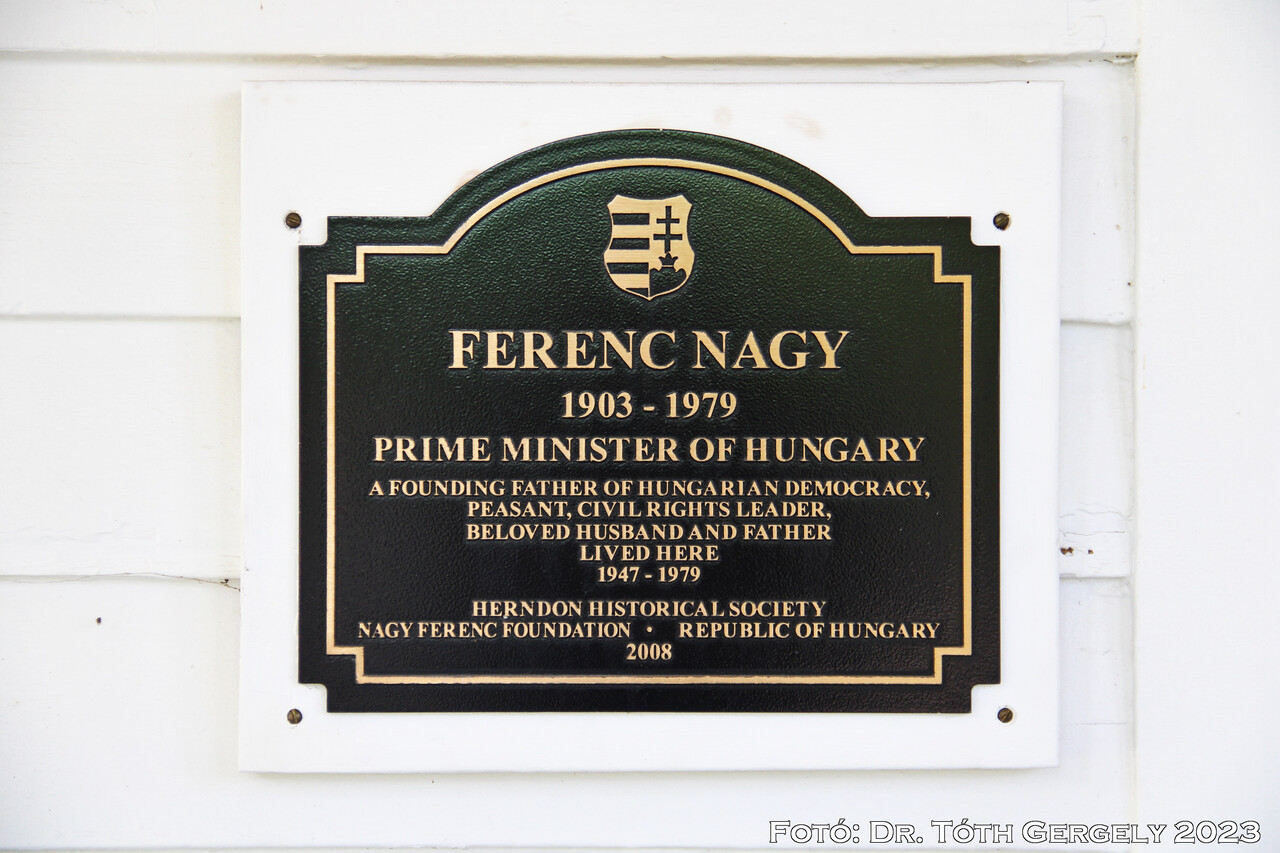 FERENC NAGY
1903 - 1979
PRIME MINISTER OF HUNGARY
A FOUNDING FATHER OF HUNGARIAN DEMOCRACY,
PEASANT, CIVIL RIGHTS LEADER,
BELOVED HUSBAND AND FATHER
LIVED HERE
1947 - 1979
HERNDON HISTORICAL SOCIETY
NAGY FERENC FOUNDATION • REPUBLIC OF HUNGARY
2008
FOTÓ: DR. TÓTH GERGELY 2023